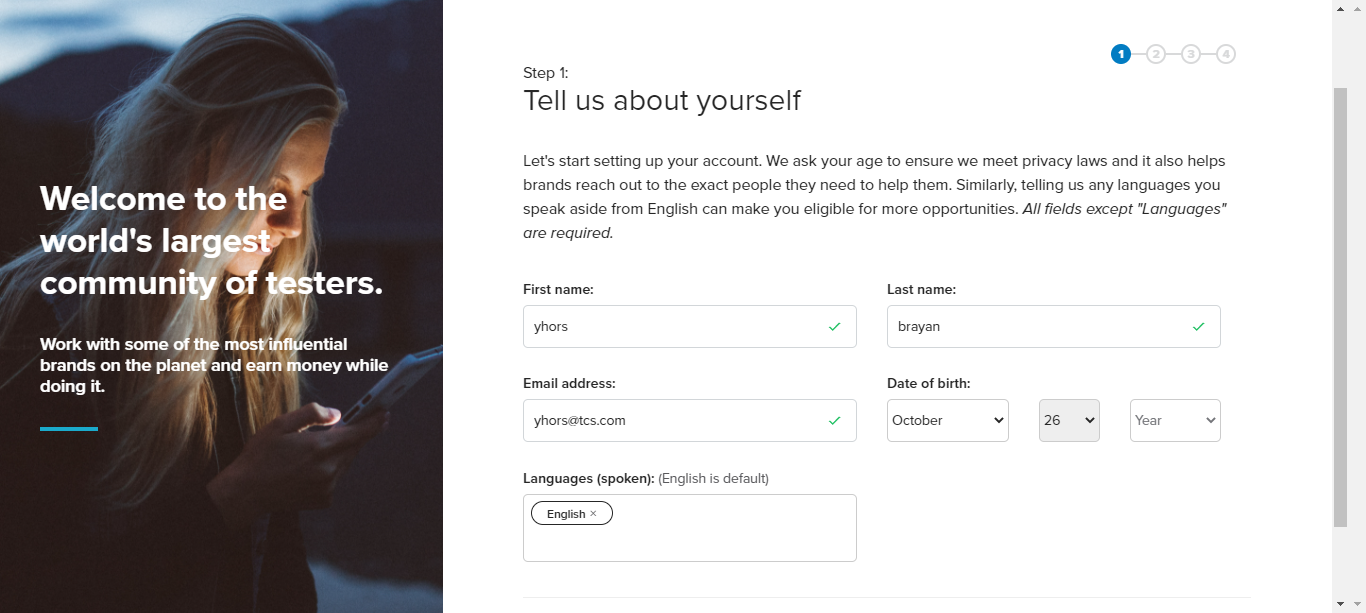 Welcome to the
world's largest
community of testers.
Work with some of the most influential
brands on the planet and earn money while
doing it.
1 2 3 4
Step 1:
Tell us about yourself
Let's start setting up your account. We ask your age to ensure we meet privacy laws and it also helps
brands reach out to the exact people they need to help them. Similarly, telling us any languages you
speak aside from English can make you eligible for more opportunities. All fields except "Languages"
are required.
First name: Last name:
yhors brayan
Email address: Date of birth:
yhors@tcs.com October 26 Year
Languages (spoken): (English is default)
English ×